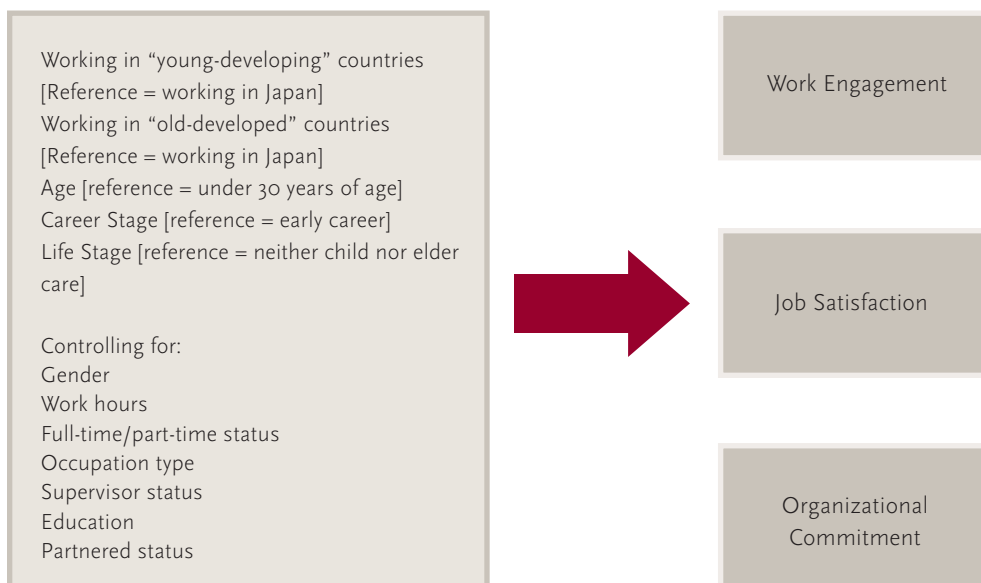 Working in “young-developing” countries
[Reference = working in Japan]
Working in “old-developed” countries
[Reference = working in Japan]
Age [reference = under 30 years of age]
Career Stage [reference = early career]
Life Stage [reference = neither child nor elder
care]
Controlling for:
Gender
Work hours
Full-time/part-time status
Occupation type
Supervisor status
Education
Partnered status
Work Engagement
Job Satisfaction
Organizational
Commitment